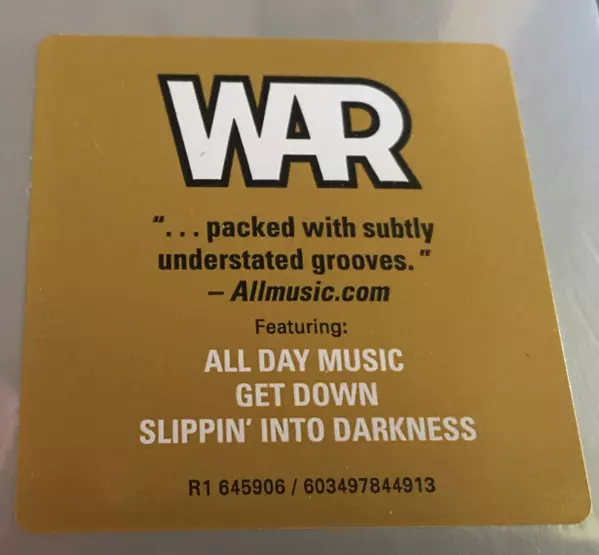 WAR
"... packed with subtly
understated grooves."
– Allmusic.com
Featuring:
ALL DAY MUSIC
GET DOWN
SLIPPIN' INTO DARKNESS
R1 645906 / 603497844913